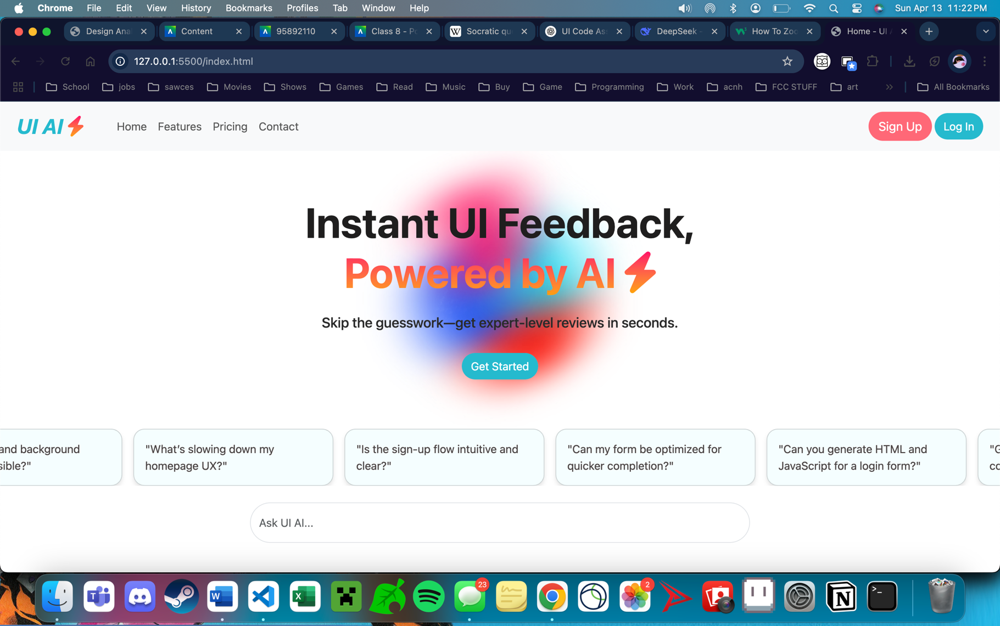 Chrome File Edit View History Bookmarks Profiles Tab Window Help Sun Apr 13 11:22 PM
Design Ana Content 95892110 Class 8 - Po Socratic qu UI Code Ass DeepSeek - How To Zoo Home - UI A
127.0.0.1:5500/index.html
School jobs sawces Movies Shows Games Read Music Buy Game Programming Work acnh FCC STUFF art » All Bookmarks
UI AI Home Features Pricing Contact Sign Up Log In
Instant UI Feedback,
Powered by AI
Skip the guesswork—get expert-level reviews in seconds.
Get Started
and background
sible?"
"What's slowing down my
homepage UX?"
"Is the sign-up flow intuitive and
clear?"
"Can my form be optimized for
quicker completion?"
"Can you generate HTML and
JavaScript for a login form?"
Ask UI AI...
23 2